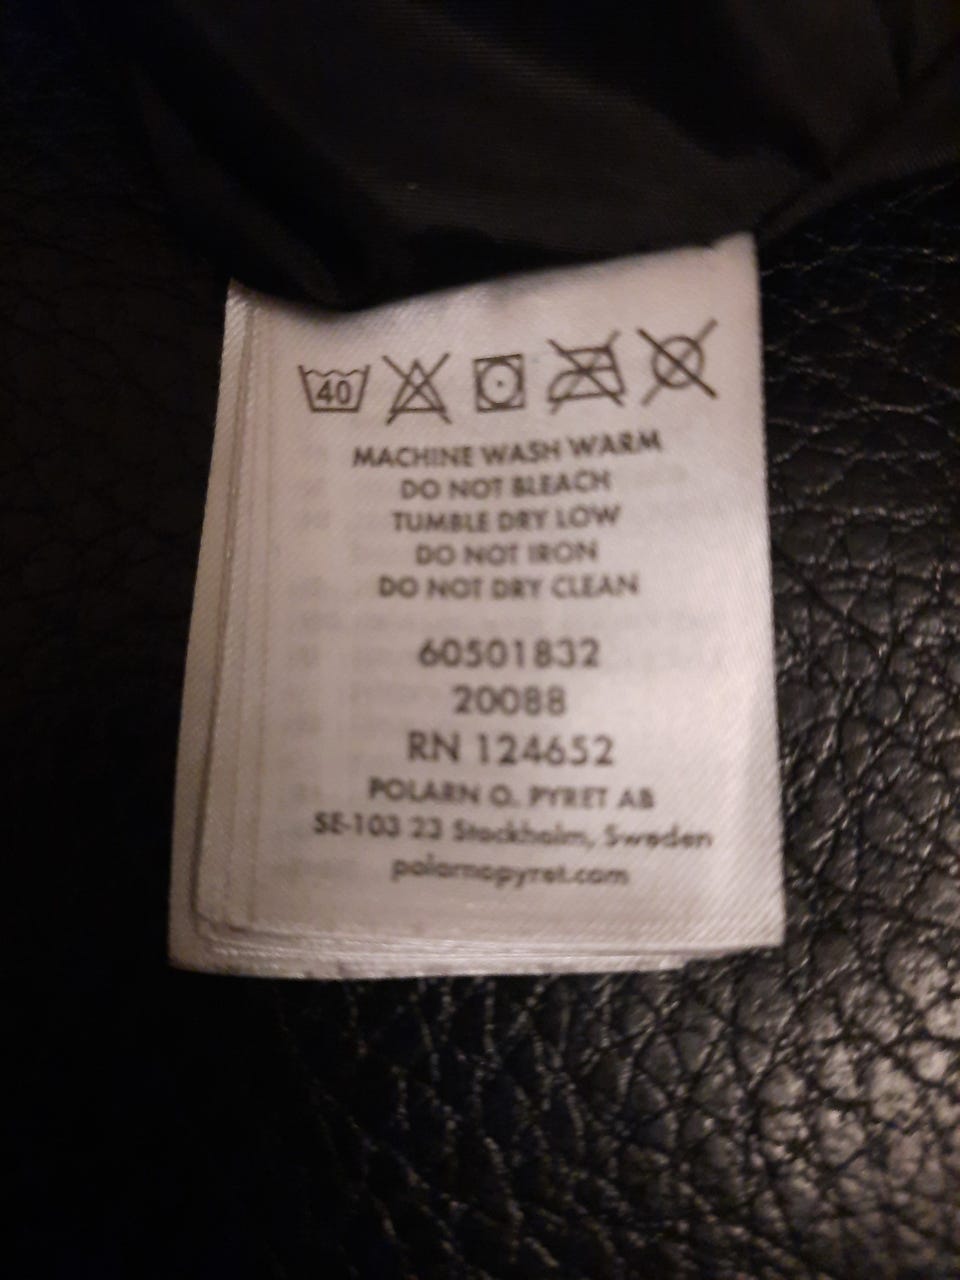 40
MACHINE WASH WARM
DO NOT BLEACH
TUMBLE DRY LOW
DO NOT IRON
DO NOT DRY CLEAN
60501832
20088
RN 124652
POLARN O. PYRET AB
SE-103 23 Stockholm, Sweden
polarnopyret.com